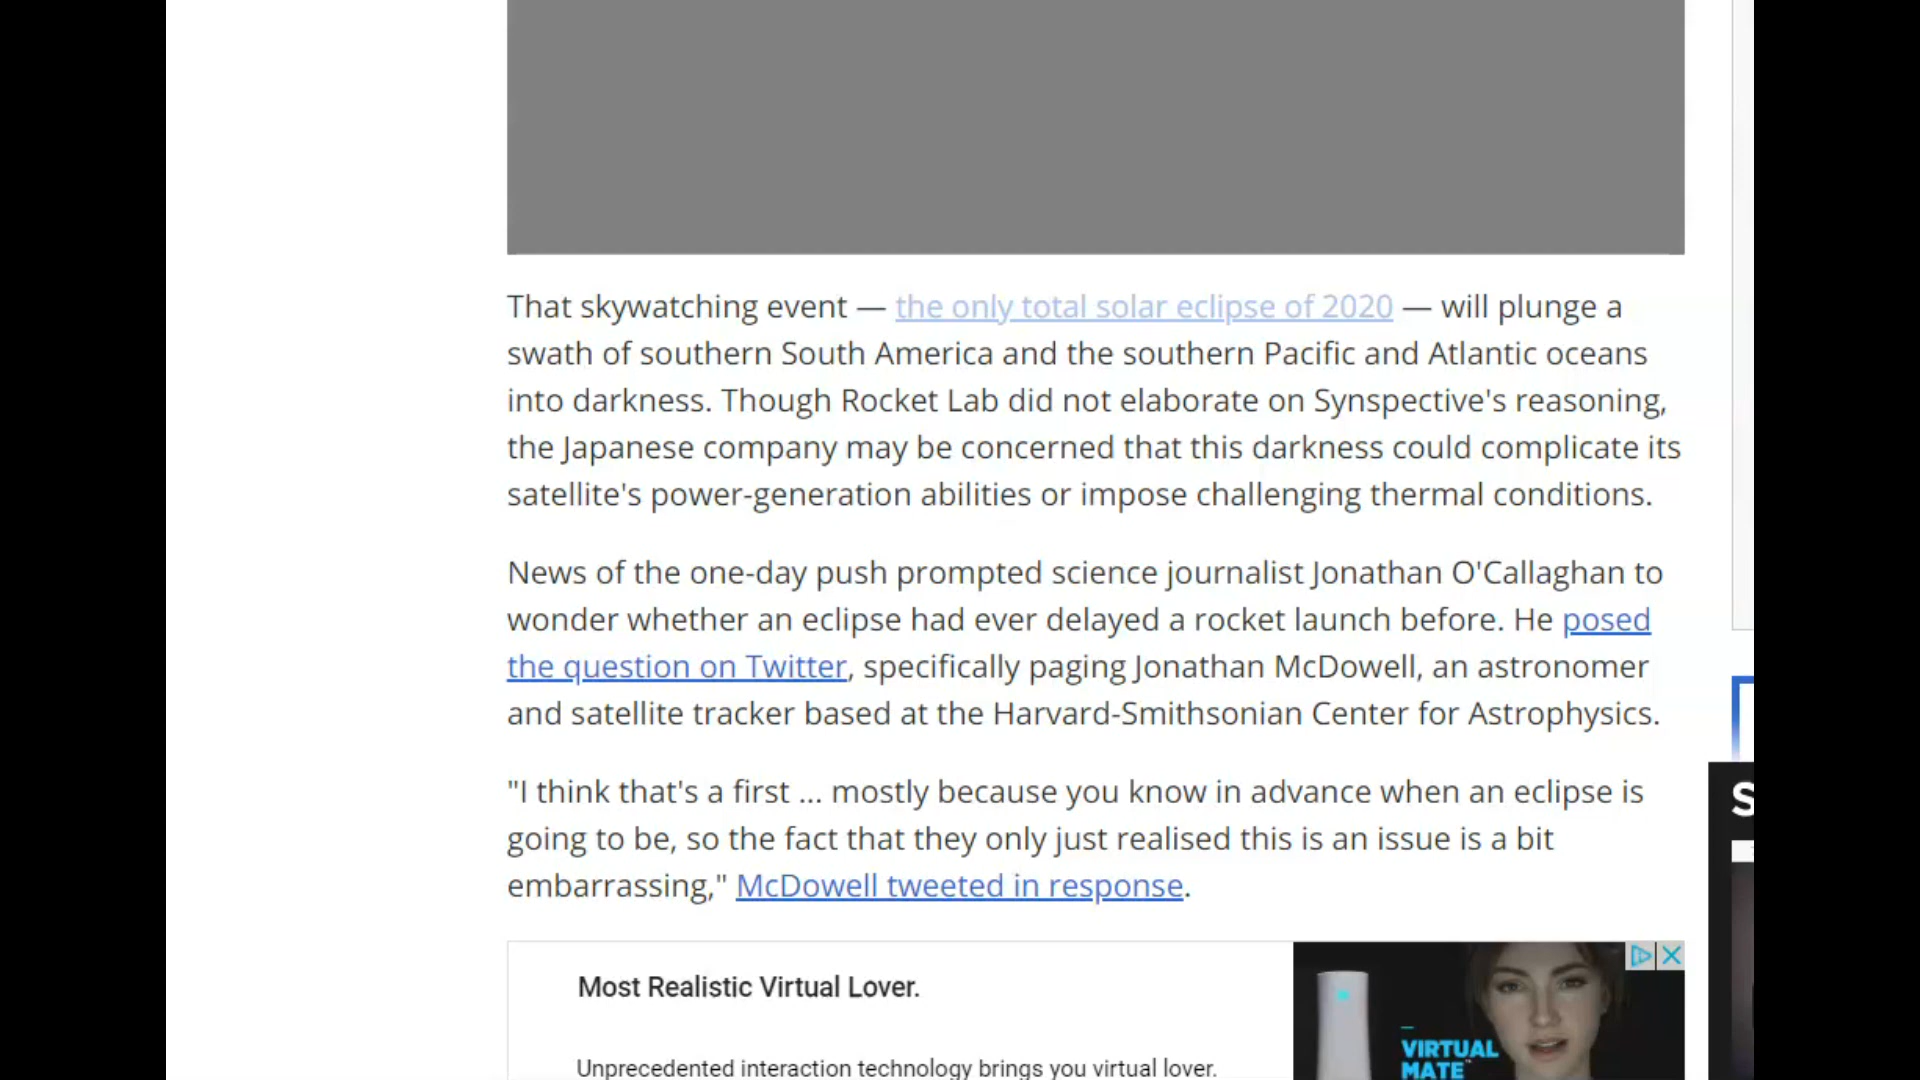 That skywatching event — the only total solar eclipse of 2020 — will plunge a
swath of southern South America and the southern Pacific and Atlantic oceans
into darkness. Though Rocket Lab did not elaborate on Synspective's reasoning,
the Japanese company may be concerned that this darkness could complicate its
satellite's power-generation abilities or impose challenging thermal conditions.
News of the one-day push prompted science journalist Jonathan O'Callaghan to
wonder whether an eclipse had ever delayed a rocket launch before. He posed
the question on Twitter, specifically paging Jonathan McDowell, an astronomer
and satellite tracker based at the Harvard-Smithsonian Center for Astrophysics.
"I think that's a first ... mostly because you know in advance when an eclipse is
going to be, so the fact that they only just realised this is an issue is a bit
embarrassing," McDowell tweeted in response.
S
Most Realistic Virtual Lover.
Unprecedented interaction technology brings you virtual lover.
VIRTUAL
MATE™